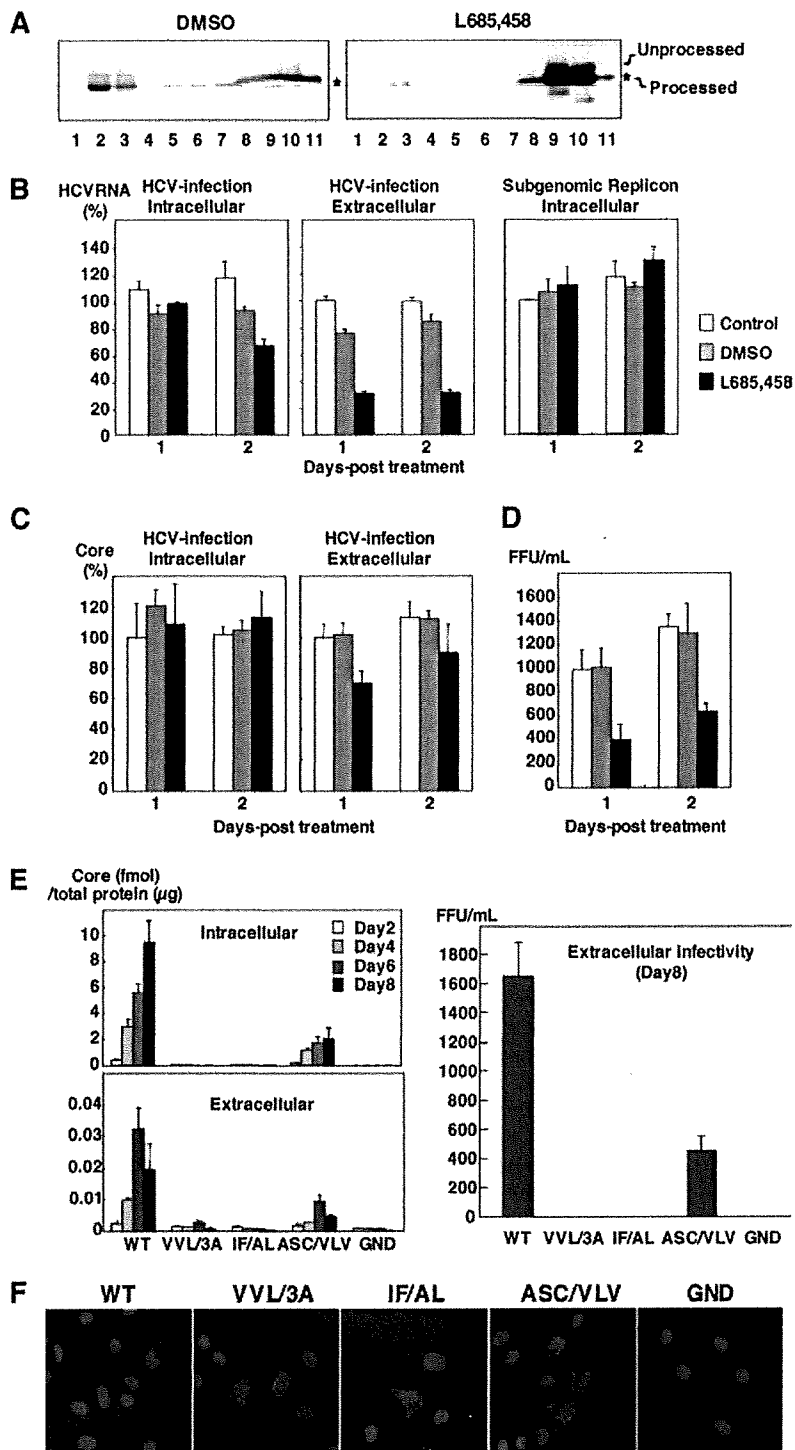 A
DMSO
L685,458
Unprocessed
*
*
Processed
1 2 3 4 5 6 7 8 9 10 11
1 2 3 4 5 6 7 8 9 10 11
B
HCVRNA
(%)
HCV-infection
Intracellular
HCV-infection
Extracellular
Subgenomic Replicon
Intracellular
140
120
100
80
60
40
20
0
Control
DMSO
L685,458
1 2
1 2
1 2
Days-post treatment
C
D
Core
(%)
HCV-infection
Intracellular
HCV-infection
Extracellular
FFU/mL
120
100
80
60
40
20
0
1600
1400
1200
1000
800
600
400
200
0
1 2
1 2
1 2
Days-post treatment
Days-post treatment
E
Core (fmol)
/total protein (µg)
Intracellular
Day2
Day4
Day6
Day8
10
8
6
4
2
0
Extracellular
0.04
0.03
0.02
0.01
0
WT VVL/3A IF/AL ASC/VLV GND
FFU/mL
Extracellular Infectivity
(Day8)
1800
1600
1400
1200
1000
800
600
400
200
0
WT VVL/3A IF/AL ASC/VLV GND
F
WT VVL/3A IF/AL ASC/VLV GND